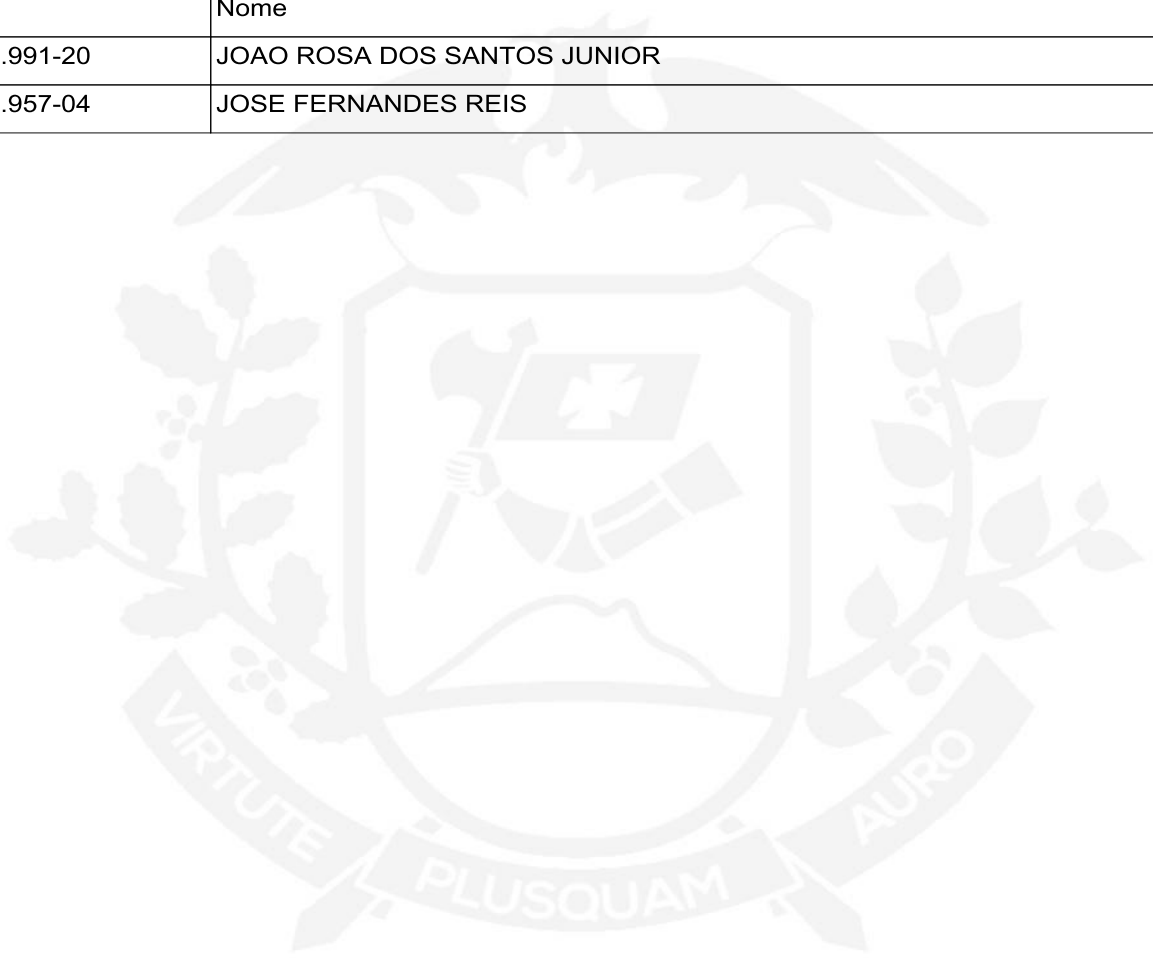 Nome
.991-20 JOAO ROSA DOS SANTOS JUNIOR
.957-04 JOSE FERNANDES REIS
VIRTUTE PLUSQUAM AURO